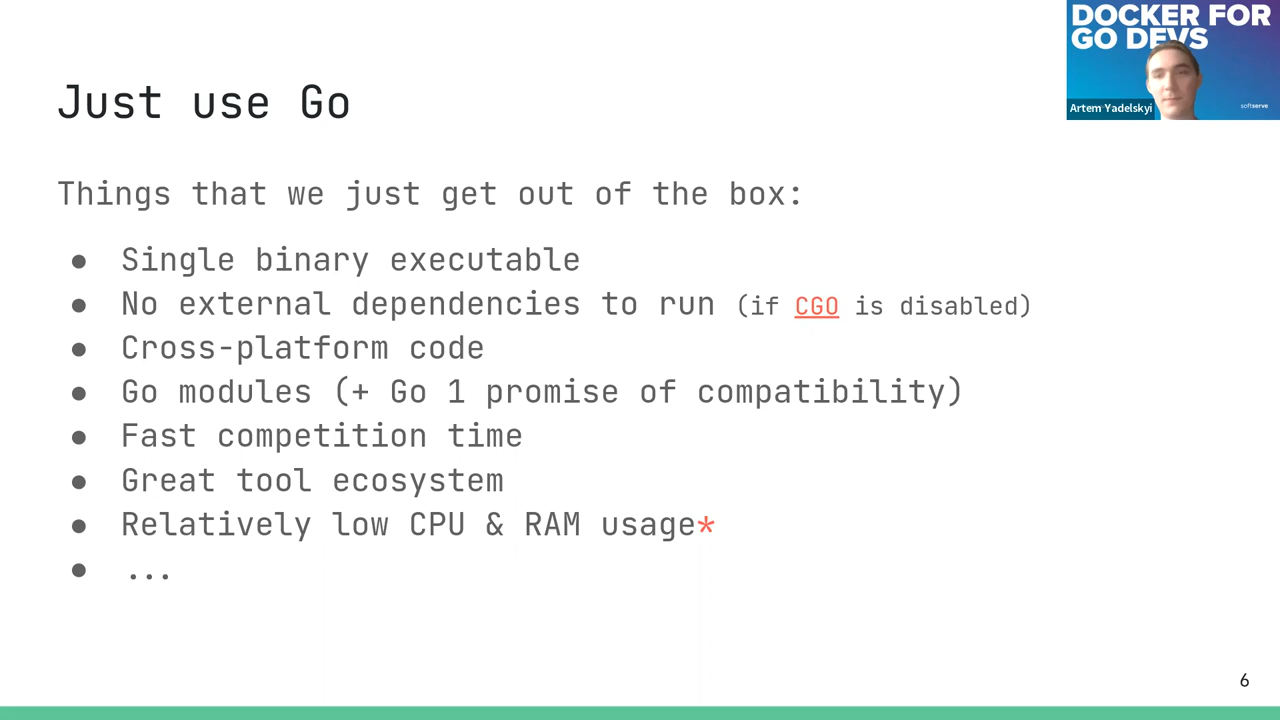 DOCKER FOR
GO DEVS
Artem Yadelskyi
softserve
Just use Go
Things that we just get out of the box:
● Single binary executable
● No external dependencies to run (if CGO is disabled)
● Cross-platform code
● Go modules (+ Go 1 promise of compatibility)
● Fast competition time
● Great tool ecosystem
● Relatively low CPU & RAM usage*
● ...
6